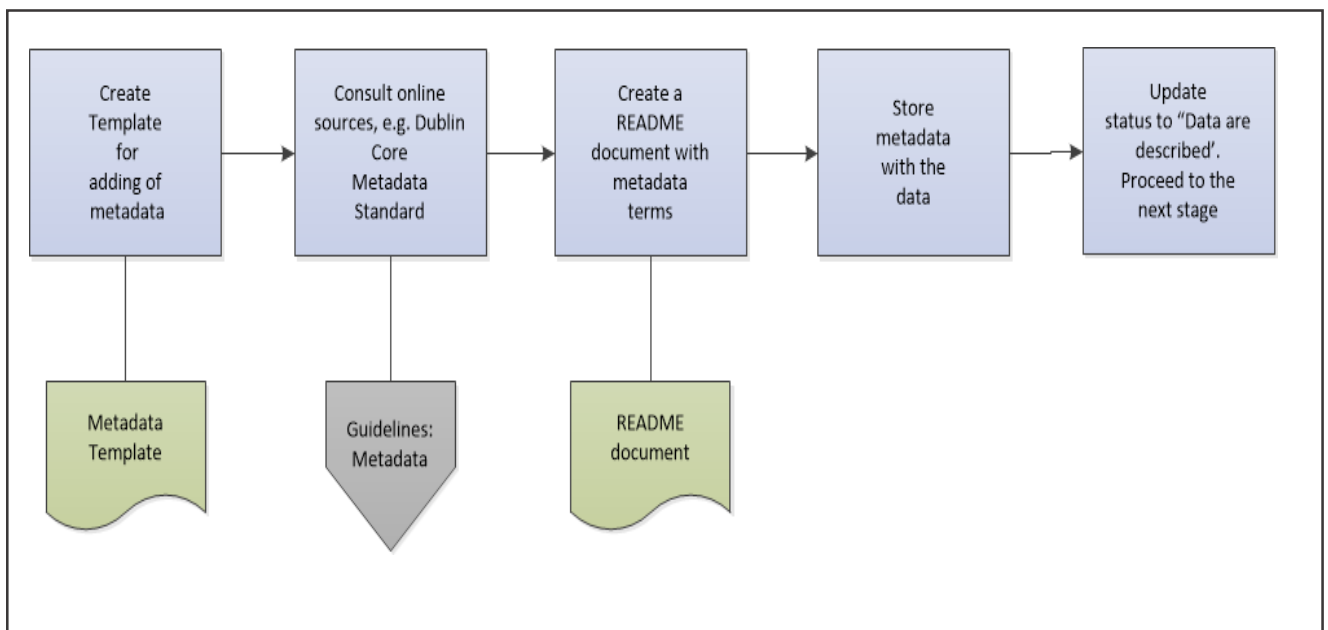 Create
Template
for
adding of
metadata
Consult online
sources, e.g. Dublin
Core
Metadata
Standard
Create a
README
document with
metadata
terms
Store
metadata
with the
data
Update
status to “Data are
described’.
Proceed to the
next stage
Metadata
Template
Guidelines:
Metadata
README
document